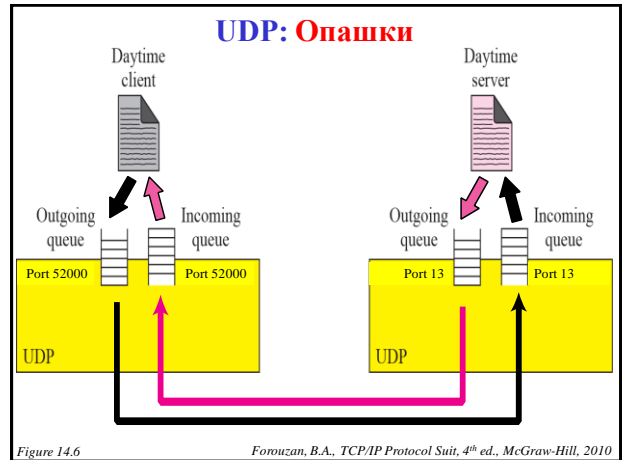 UDP: Опашки
Daytime
client
Daytime
server
Outgoing
queue
Incoming
queue
Outgoing
queue
Incoming
queue
Port 52000
Port 52000
Port 13
Port 13
UDP
UDP
Figure 14.6
Forouzan, B.A., TCP/IP Protocol Suit, 4th ed., McGraw-Hill, 2010